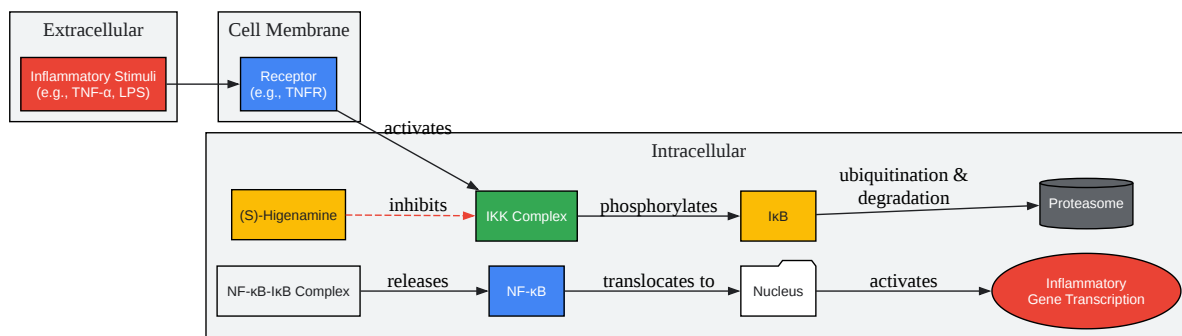 Extracellular
Cell Membrane
Inflammatory Stimuli
(e.g., TNF-α, LPS)
Receptor
(e.g., TNFR)
activates
Intracellular
(S)-Higenamine
inhibits
IKK Complex
phosphorylates
IκB
ubiquitination &
degradation
Proteasome
NF-κB-IκB Complex
releases
NF-κB
translocates to
Nucleus
activates
Inflammatory
Gene Transcription